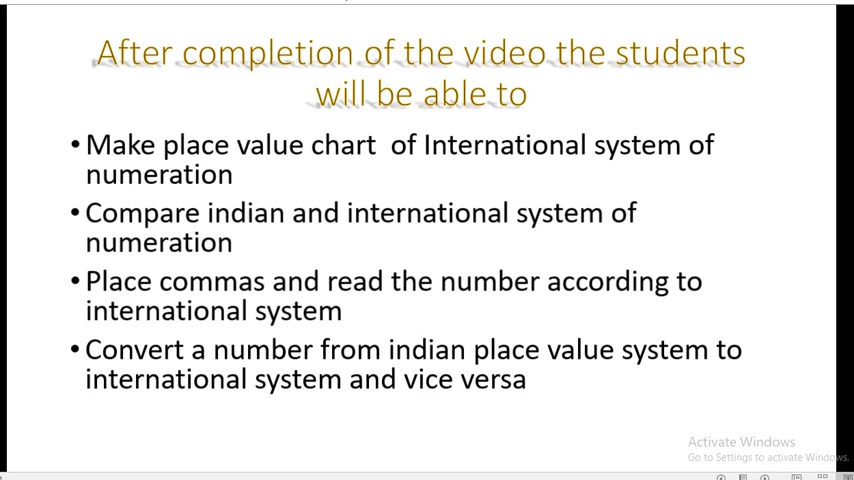 After completion of the video the students
will be able to
• Make place value chart of International system of
numeration
• Compare indian and international system of
numeration
• Place commas and read the number according to
international system
• Convert a number from indian place value system to
international system and vice versa
Activate Windows
Go to Settings to activate Windows.